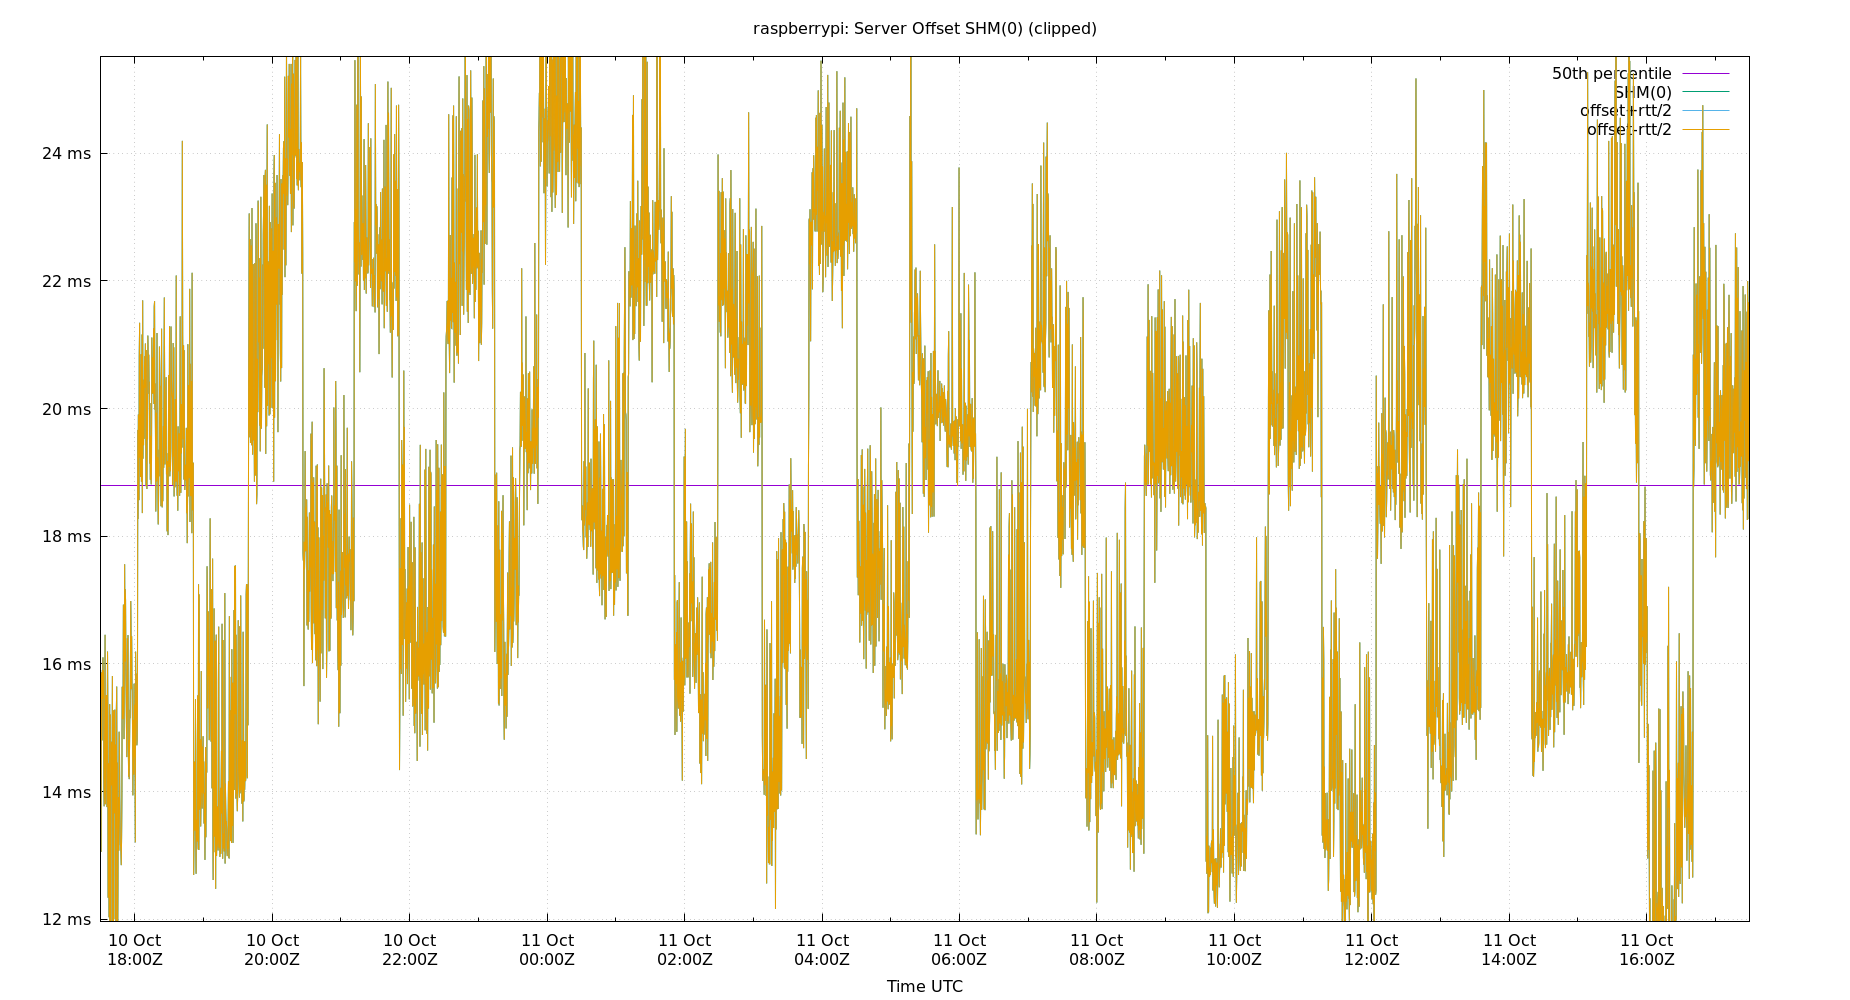 raspberrypi: Server Offset SHM(0) (clipped)
50th percentile
SHM(0)
offset+rtt/2
offset-rtt/2
24 ms
22 ms
20 ms
18 ms
16 ms
14 ms
12 ms
10 Oct 10 Oct 10 Oct 11 Oct 11 Oct 11 Oct 11 Oct 11 Oct 11 Oct 11 Oct 11 Oct 11 Oct
18:00Z 20:00Z 22:00Z 00:00Z 02:00Z 04:00Z 06:00Z 08:00Z 10:00Z 12:00Z 14:00Z 16:00Z
Time UTC